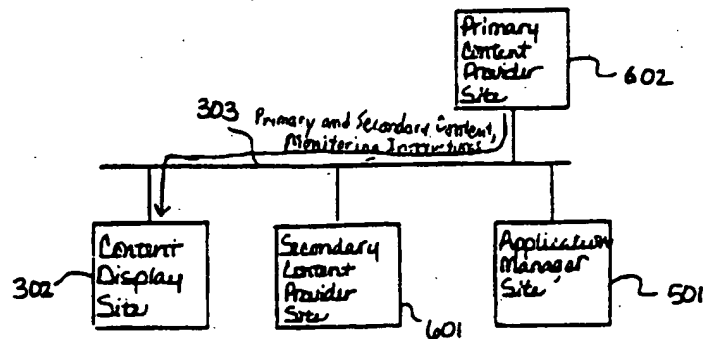 Primary
Content
Provider
Site
602
303
Primary and Secondary Content,
Monitoring Instructions
Content
Display
Site
302
Secondary
Content
Provider
Site
601
Application
Manager
Site
501